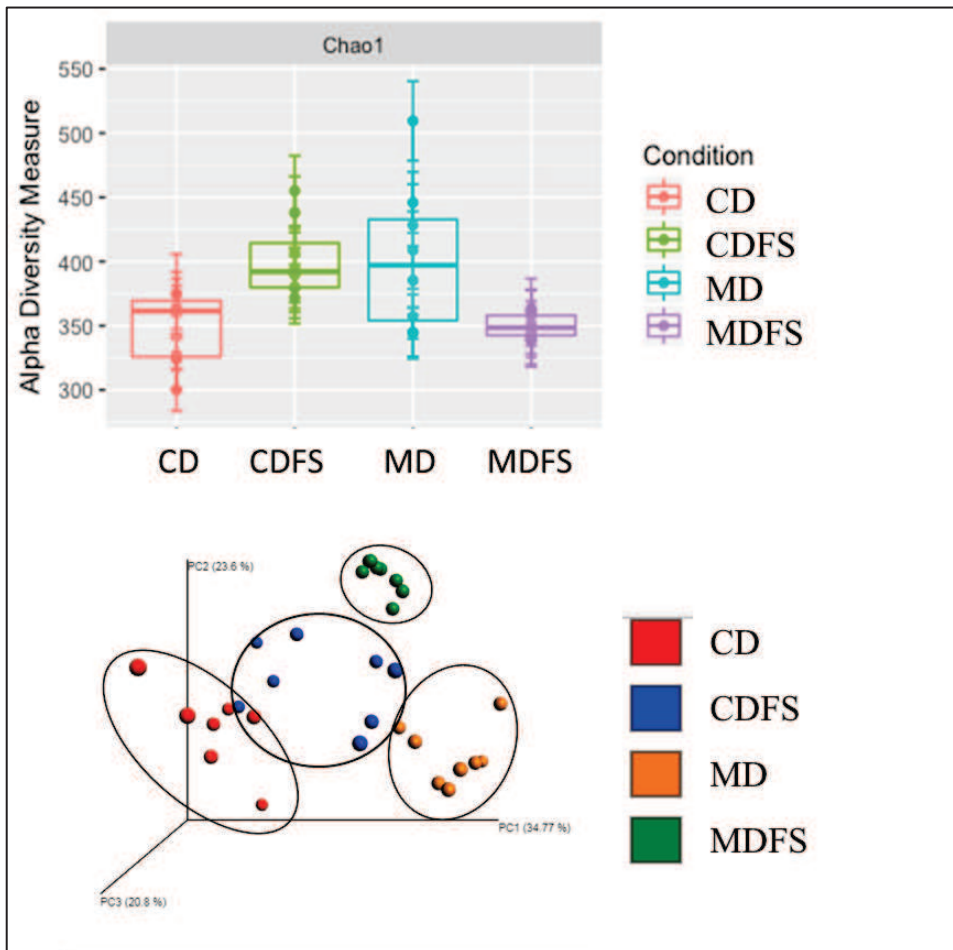 Chao1
Alpha Diversity Measure
550
500
450
400
350
300
CD
CDFS
MD
MDFS
Condition
CD
CDFS
MD
MDFS
PC2 (23.6 %)
PC1 (34.77 %)
PC3 (20.8 %)
CD
CDFS
MD
MDFS